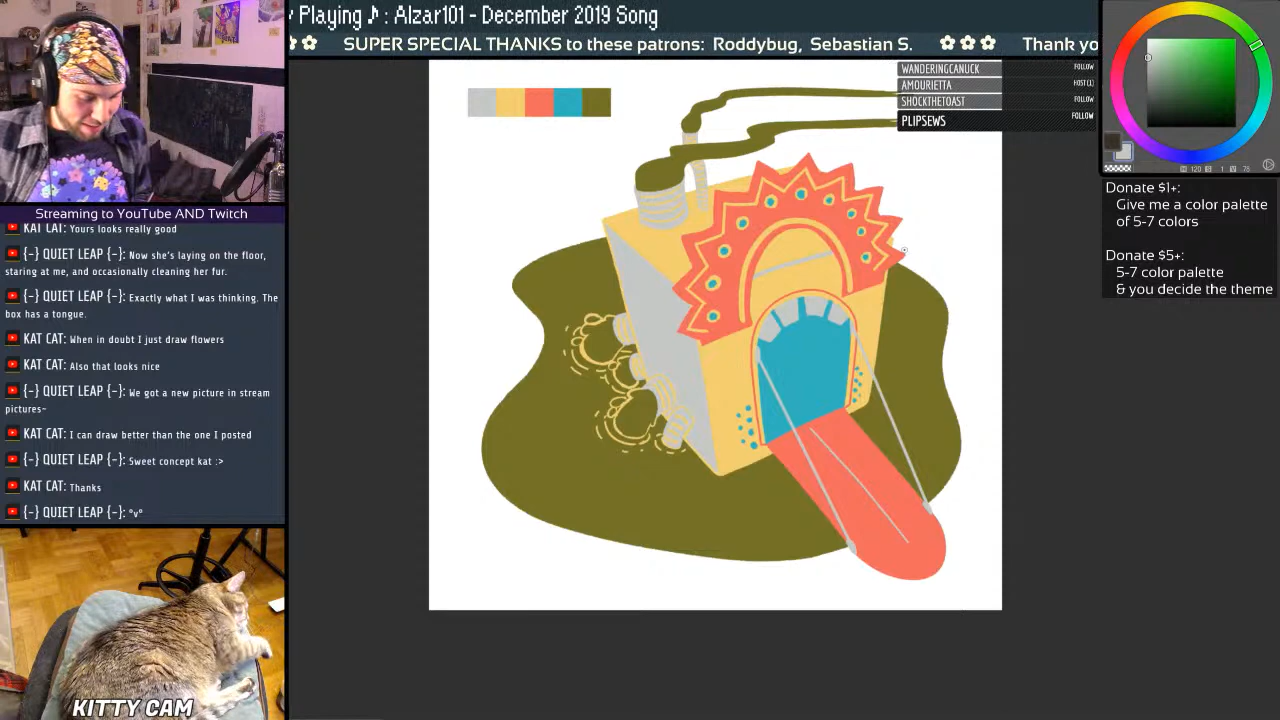 Playing ♪ : Alzar101 - December 2019 Song
SUPER SPECIAL THANKS to these patrons: Roddybug, Sebastian S. ✿ ✿ ✿ Thank yo
WANDERINGCANUCK FOLLOW
AMOURIETTA HOST (1)
SHOCKTHETOAST FOLLOW
PLIPSEWS FOLLOW
120 1 78
Donate $1+:
Give me a color palette
of 5-7 colors
Donate $5+:
5-7 color palette
& you decide the theme
Streaming to YouTube AND Twitch
KAT CAT: Yours looks really good
{-} QUIET LEAP {-}: Now she's laying on the floor,
staring at me, and occasionally cleaning her fur.
{-} QUIET LEAP {-}: Exactly what I was thinking. The
box has a tongue.
KAT CAT: When in doubt I just draw flowers
KAT CAT: Also that looks nice
{-} QUIET LEAP {-}: We got a new picture in stream
pictures~
KAT CAT: I can draw better than the one I posted
{-} QUIET LEAP {-}: Sweet concept kat :>
KAT CAT: Thanks
{-} QUIET LEAP {-}: °v°
KITTY CAM